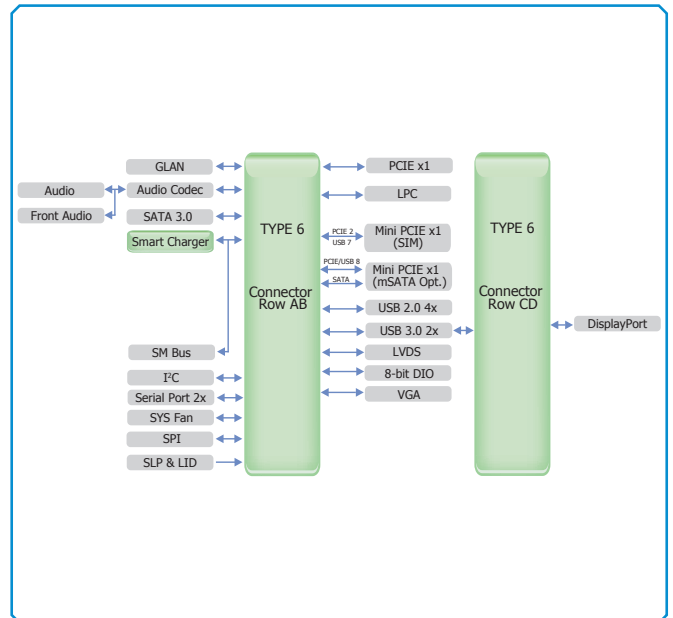 GLAN
Audio
Audio Codec
Front Audio
SATA 3.0
Smart Charger
SM Bus
I²C
Serial Port 2x
SYS Fan
SPI
SLP & LID
TYPE 6
Connector
Row AB
PCIE x1
LPC
PCIE 2
USB 7
Mini PCIE x1
(SIM)
PCIE/USB 8
SATA
Mini PCIE x1
(mSATA Opt.)
USB 2.0 4x
USB 3.0 2x
LVDS
8-bit DIO
VGA
TYPE 6
Connector
Row CD
DisplayPort